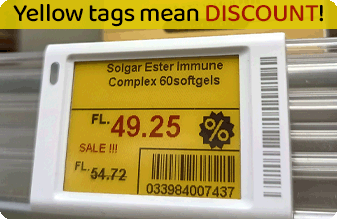 Yellow tags mean DISCOUNT!
Solgar Ester Immune
Complex 60softgels
FL. 49.25
SALE !!!
FL. 54.72
%
033984007437